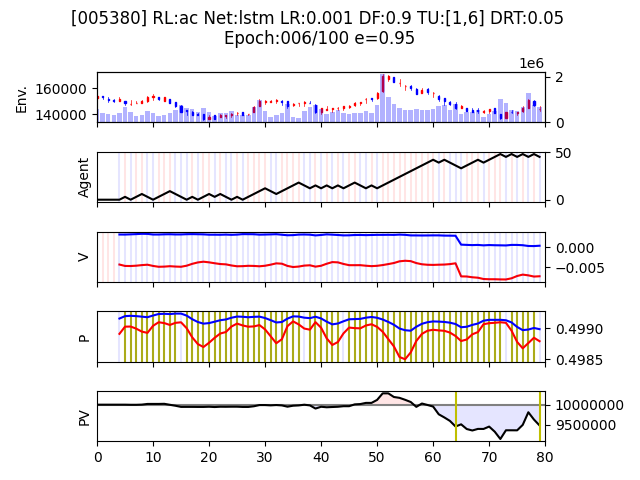 [005380] RL:ac Net:lstm LR:0.001 DF:0.9 TU:[1,6] DRT:0.05
Epoch:006/100 e=0.95
1e6
Env.
160000
140000
2
0
Agent
50
0
V
0.000
−0.005
P
0.4990
0.4985
PV
10000000
9500000
0 10 20 30 40 50 60 70 80